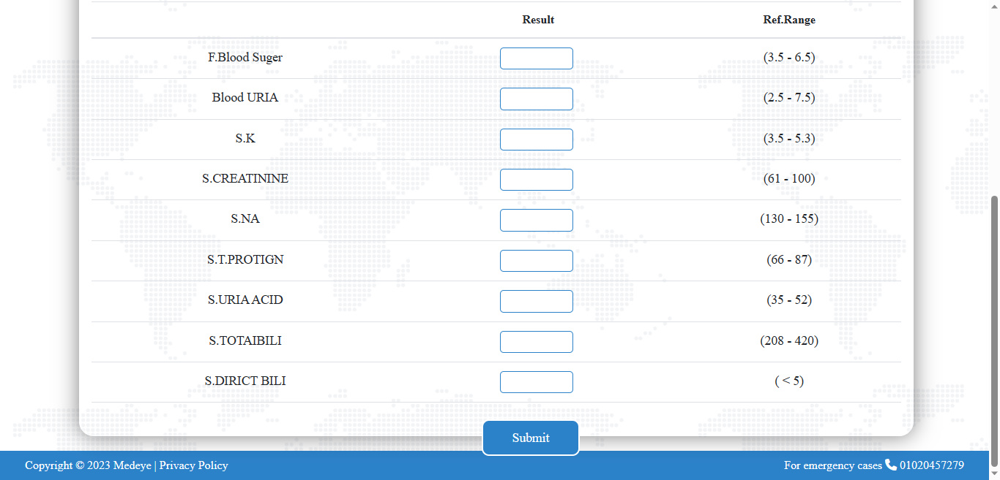 Result Ref.Range
F.Blood Suger (3.5 - 6.5)
Blood URIA (2.5 - 7.5)
S.K (3.5 - 5.3)
S.CREATININE (61 - 100)
S.NA (130 - 155)
S.T.PROTIGN (66 - 87)
S.URIA ACID (35 - 52)
S.TOTAIBILI (208 - 420)
S.DIRICT BILI ( < 5)
Submit
Copyright © 2023 Medeye | Privacy Policy For emergency cases 01020457279